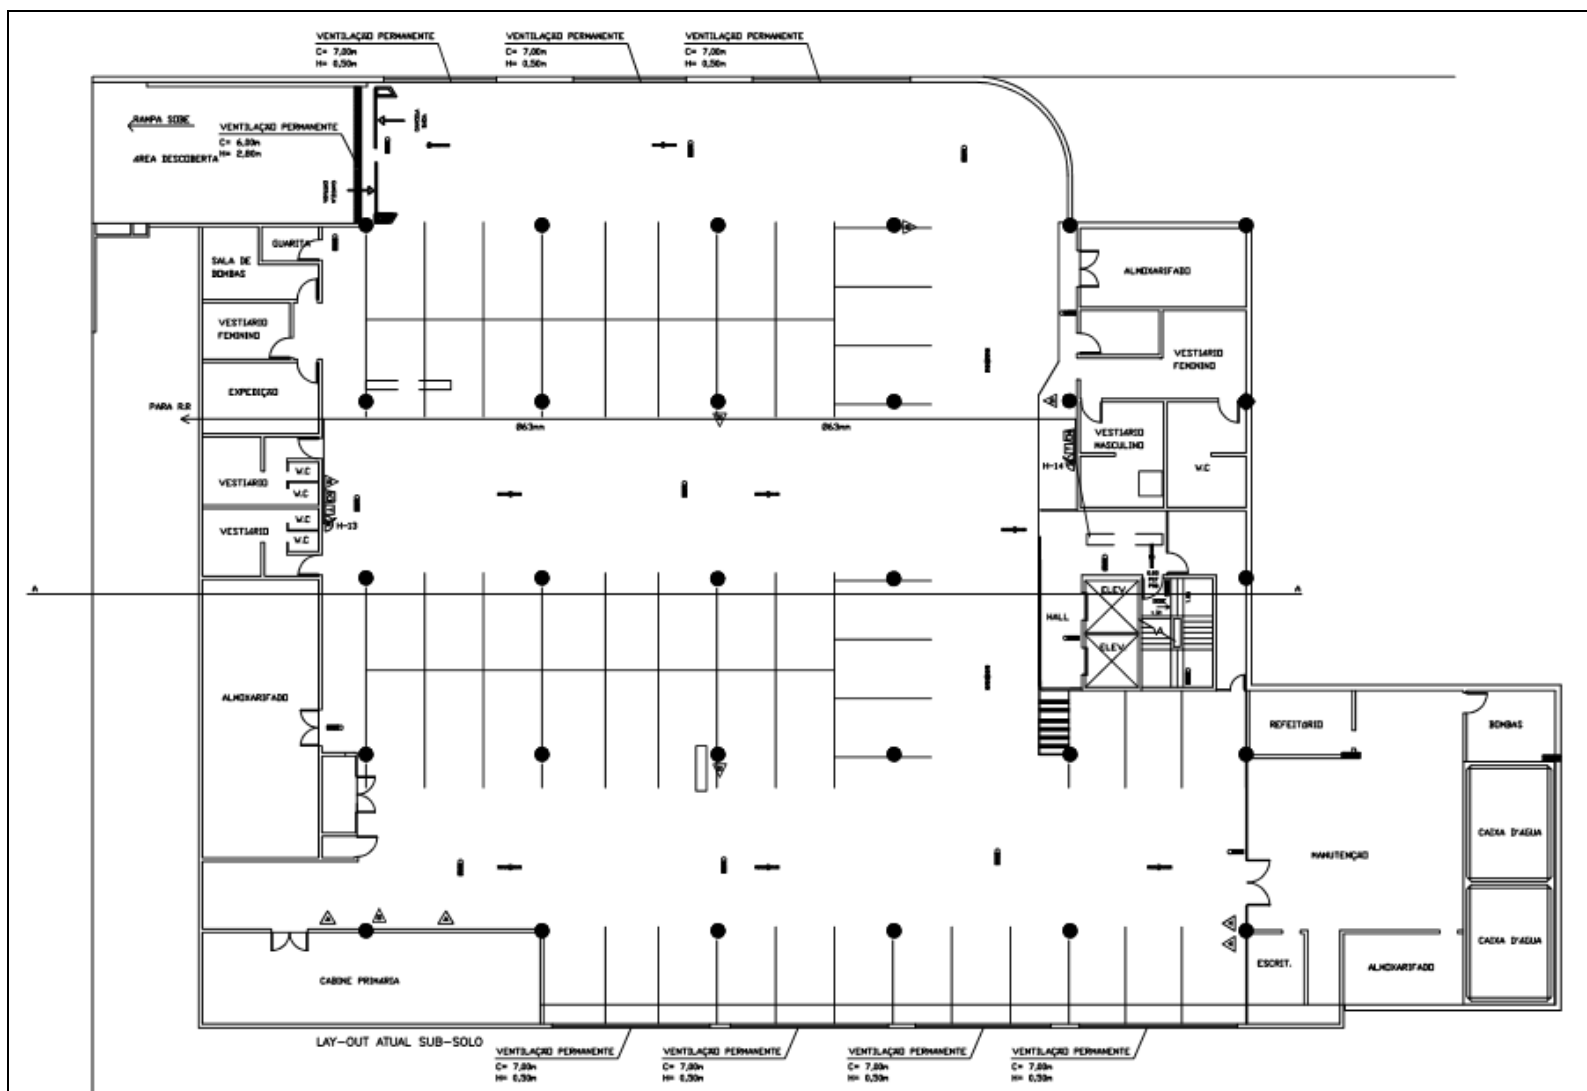 VENTILAÇÃO PERMANENTE
C= 7,00m
H= 0,50m
VENTILAÇÃO PERMANENTE
C= 7,00m
H= 0,50m
VENTILAÇÃO PERMANENTE
C= 7,00m
H= 0,50m
RAMPA SOBE
VENTILAÇÃO PERMANENTE
C= 6,00m
H= 2,80m
ÁREA DESCOBERTA
GUARITA
SALA DE
BOMBAS
ALMOXARIFADO
VESTIARIO
FEMININO
VESTIARIO
FEMININO
EXPEDIÇÃO
PARA R.R
Ø63mm
Ø63mm
VESTIARIO
MASCULINO
H-14
W.C
W.C
VESTIARIO
W.C
H-13
W.C
VESTIARIO
W.C
A
A
ELEV.
HALL
ELEV.
ALMOXARIFADO
REFEITORIO
BOMBAS
CAIXA D'AGUA
MANUTENÇÃO
CAIXA D'AGUA
ESCRIT.
ALMOXARIFADO
CABINE PRIMARIA
LAY-OUT ATUAL SUB-SOLO
VENTILAÇÃO PERMANENTE
C= 7,00m
H= 0,50m
VENTILAÇÃO PERMANENTE
C= 7,00m
H= 0,50m
VENTILAÇÃO PERMANENTE
C= 7,00m
H= 0,50m
VENTILAÇÃO PERMANENTE
C= 7,00m
H= 0,50m